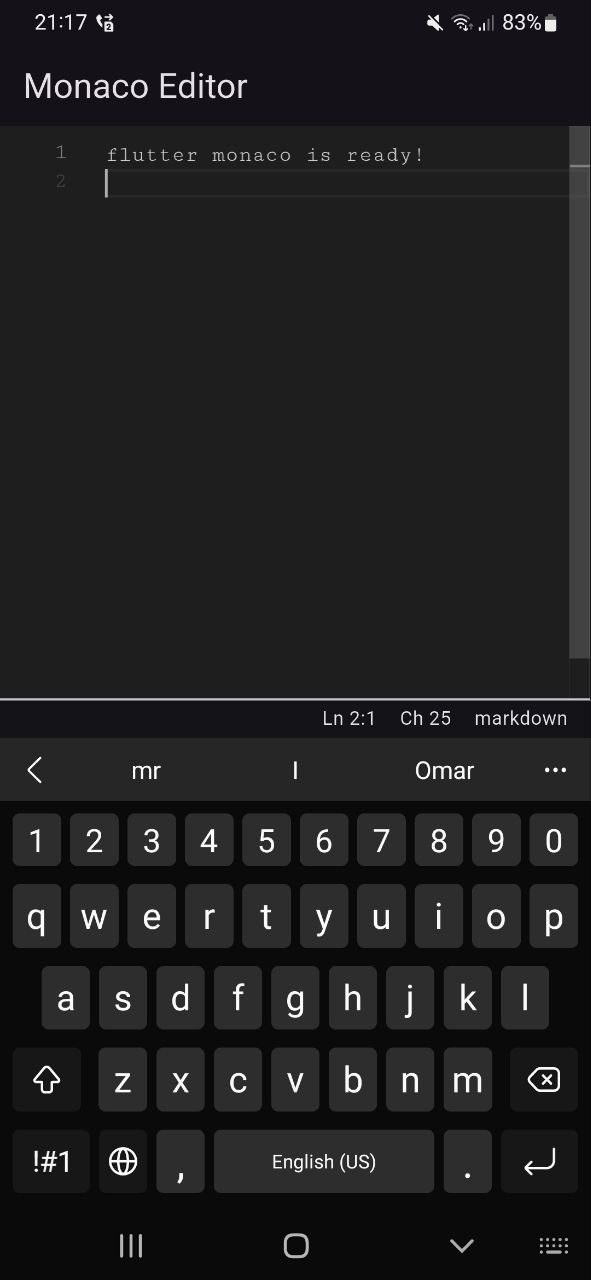 21:17 83%
Monaco Editor
1 flutter monaco is ready!
2
Ln 2:1 Ch 25 markdown
mr I Omar ...
1 2 3 4 5 6 7 8 9 0
q w e r t y u i o p
a s d f g h j k l
z x c v b n m
!#1 , English (US) .